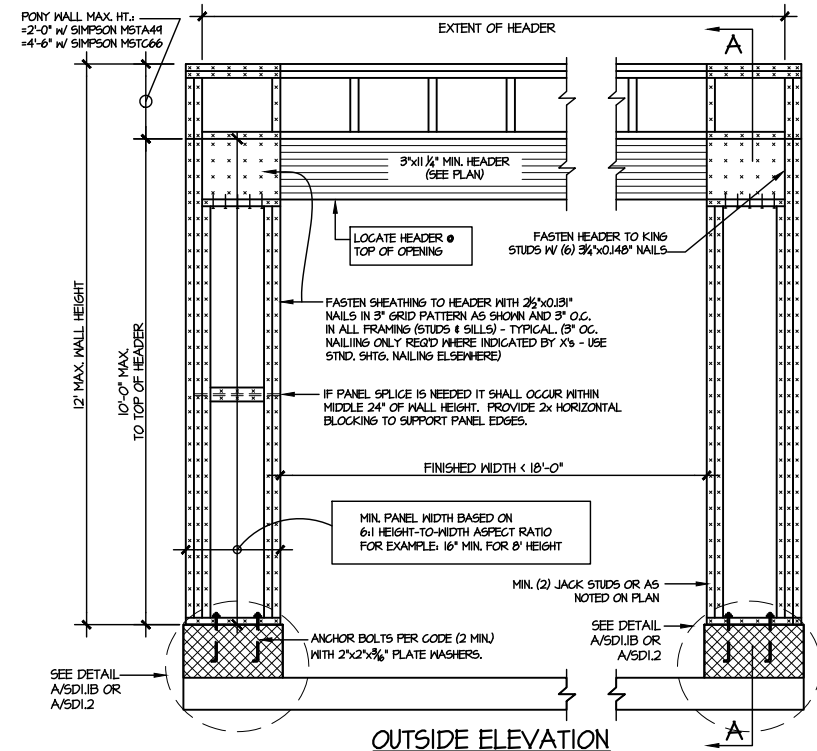 PONY WALL MAX. HT.:
=2'-0" W/ SIMPSON MSTA49
=4'-6" W/ SIMPSON MSTC66
EXTENT OF HEADER
A
3"x11 1/4" MIN. HEADER
(SEE PLAN)
LOCATE HEADER @
TOP OF OPENING
FASTEN HEADER TO KING
STUDS W/ (6) 3 1/4"x0.148" NAILS
FASTEN SHEATHING TO HEADER WITH 2 1/2"x0.131"
NAILS IN 3" GRID PATTERN AS SHOWN AND 3" O.C.
IN ALL FRAMING (STUDS & SILLS) - TYPICAL. (3" OC.
NAILIING ONLY REQ'D WHERE INDICATED BY X's - USE
STND. SHTG. NAILING ELSEWHERE)
12' MAX. WALL HEIGHT
10'-0" MAX.
TO TOP OF HEADER
IF PANEL SPLICE IS NEEDED IT SHALL OCCUR WITHIN
MIDDLE 24" OF WALL HEIGHT. PROVIDE 2x HORIZONTAL
BLOCKING TO SUPPORT PANEL EDGES.
FINISHED WIDTH < 18'-0"
MIN. PANEL WIDTH BASED ON
6:1 HEIGHT-TO-WIDTH ASPECT RATIO
FOR EXAMPLE: 16" MIN. FOR 8' HEIGHT
MIN. (2) JACK STUDS OR AS
NOTED ON PLAN
SEE DETAIL
A/SD1.1B OR
A/SD1.2
ANCHOR BOLTS PER CODE (2 MIN.)
WITH 2"x2"x3/16" PLATE WASHERS.
SEE DETAIL
A/SD1.1B OR
A/SD1.2
A
OUTSIDE ELEVATION